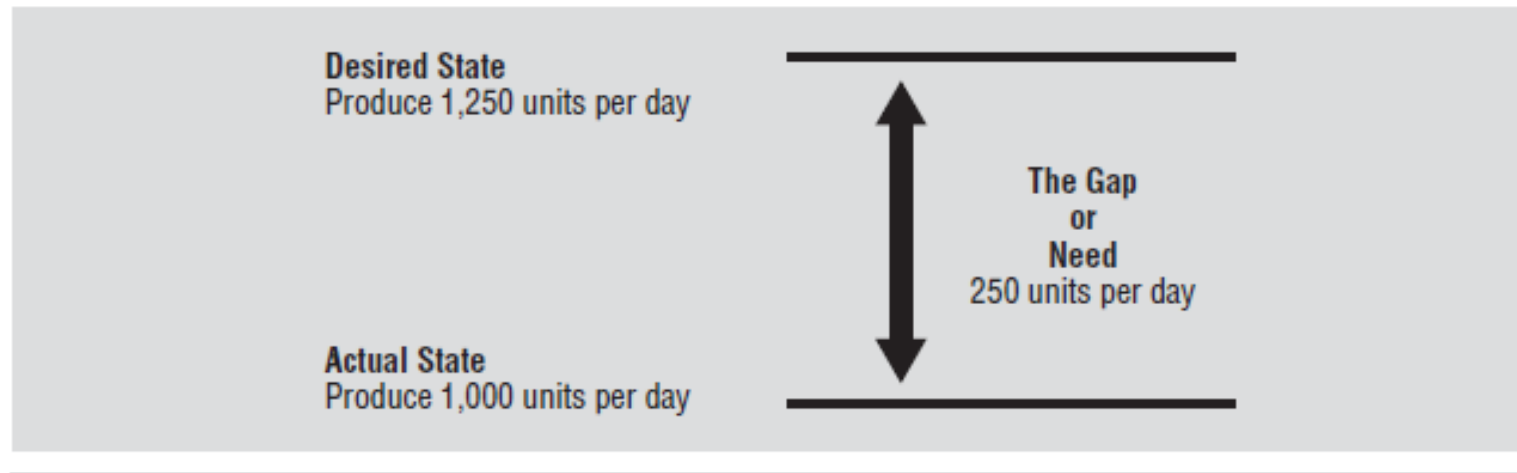 Desired State
Produce 1,250 units per day
The Gap
or
Need
250 units per day
Actual State
Produce 1,000 units per day